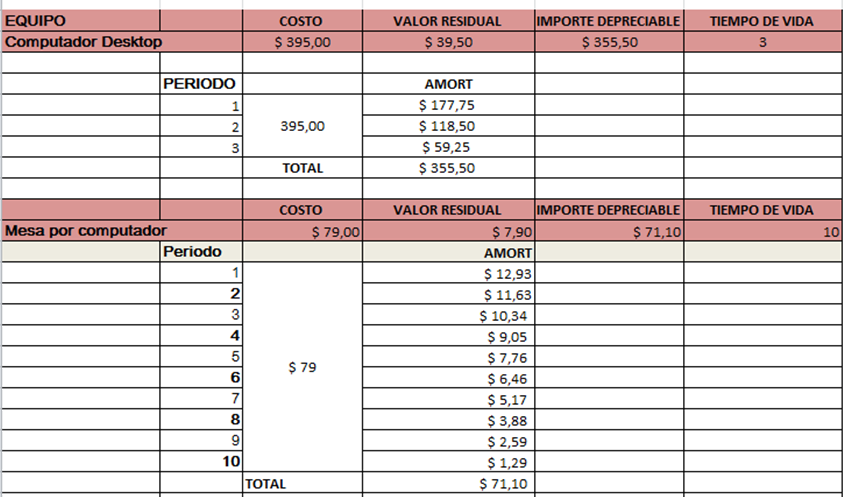 EQUIPO COSTO VALOR RESIDUAL IMPORTE DEPRECIABLE TIEMPO DE VIDA
Computador Desktop $ 395,00 $ 39,50 $ 355,50 3
PERIODO AMORT
1 $ 177,75
2 395,00 $ 118,50
3 $ 59,25
TOTAL $ 355,50
COSTO VALOR RESIDUAL IMPORTE DEPRECIABLE TIEMPO DE VIDA
Mesa por computador $ 79,00 $ 7,90 $ 71,10 10
Periodo AMORT
1 $ 12,93
2 $ 11,63
3 $ 10,34
4 $ 9,05
5 $ 7,76
$ 79
6 $ 6,46
7 $ 5,17
8 $ 3,88
9 $ 2,59
10 $ 1,29
TOTAL $ 71,10